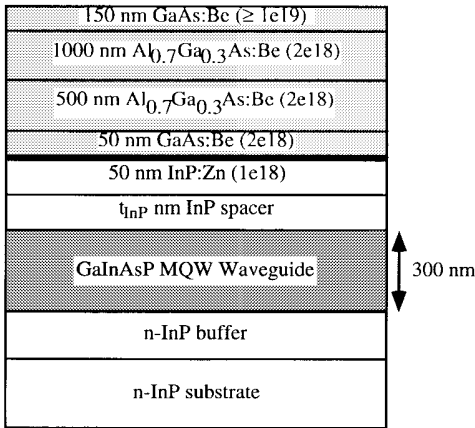 150 nm GaAs:Be (≥ 1e19)
1000 nm Al0.7Ga0.3As:Be (2e18)
500 nm Al0.7Ga0.3As:Be (2e18)
50 nm GaAs:Be (2e18)
50 nm InP:Zn (1e18)
tInP nm InP spacer
GaInAsP MQW Waveguide
300 nm
n-InP buffer
n-InP substrate